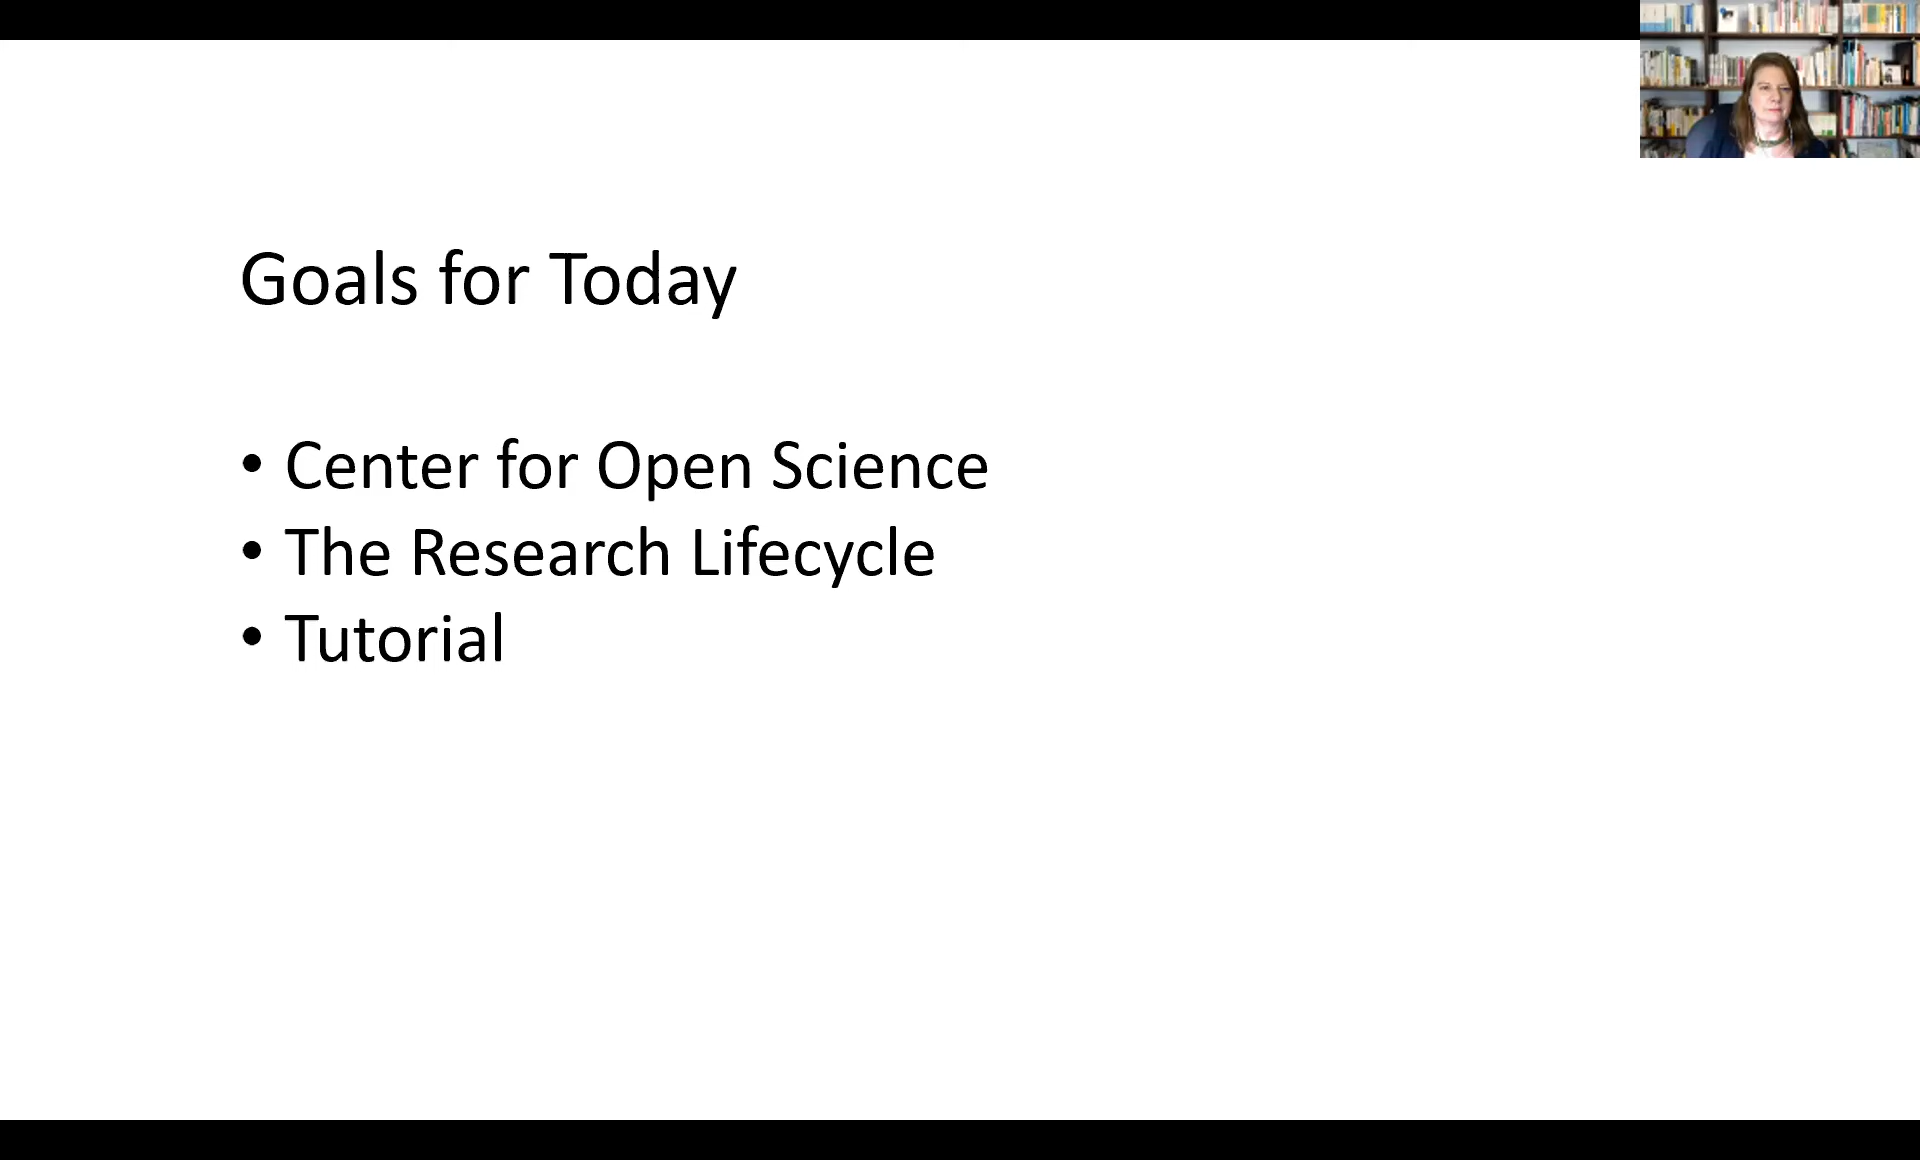 Goals for Today
• Center for Open Science
• The Research Lifecycle
• Tutorial